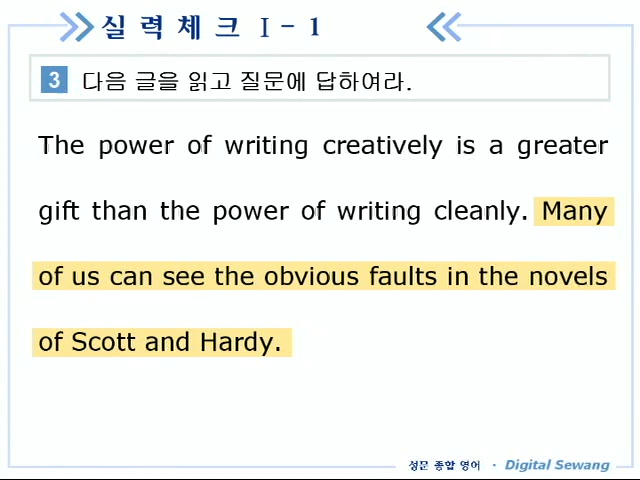 실력체크 I - 1
3 다음 글을 읽고 질문에 답하여라.
The power of writing creatively is a greater
gift than the power of writing cleanly. Many
of us can see the obvious faults in the novels
of Scott and Hardy.
성문 종합 영어 · Digital Sewang